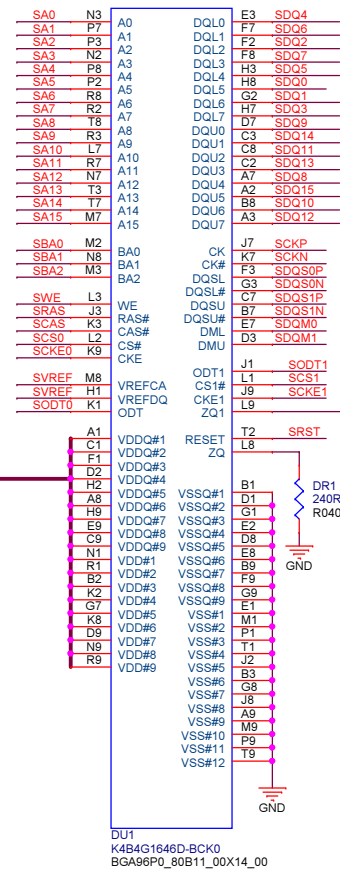 SA0 N3 A0 DQL0 E3 SDQ4
SA1 P7 A1 DQL1 F7 SDQ6
SA2 P3 A2 DQL2 F2 SDQ2
SA3 N2 A3 DQL3 F8 SDQ7
SA4 P8 A4 DQL4 H3 SDQ5
SA5 P2 A5 DQL5 H8 SDQ0
SA6 R8 A6 DQL6 G2 SDQ1
SA7 R2 A7 DQL7 H7 SDQ3
SA8 T8 A8 DQU0 D7 SDQ9
SA9 R3 A9 DQU1 C3 SDQ14
SA10 L7 A10 DQU2 C8 SDQ11
SA11 R7 A11 DQU3 C2 SDQ13
SA12 N7 A12 DQU4 A7 SDQ8
SA13 T3 A13 DQU5 A2 SDQ15
SA14 T7 A14 DQU6 B8 SDQ10
SA15 M7 A15 DQU7 A3 SDQ12
SBA0 M2 BA0 CK J7 SCKP
SBA1 N8 BA1 CK# K7 SCKN
SBA2 M3 BA2 DQSL F3 SDQS0P
DQSL# G3 SDQS0N
SWE L3 WE DQSU C7 SDQS1P
SRAS J3 RAS# DQSU# B7 SDQS1N
SCAS K3 CAS# DML E7 SDQM0
SCS0 L2 CS# DMU D3 SDQM1
SCKE0 K9 CKE
ODT1 J1 SODT1
SVREF M8 VREFCA CS1# L1 SCS1
SVREF H1 VREFDQ CKE1 J9 SCKE1
SODT0 K1 ODT ZQ1 L9
A1 VDDQ#1 RESET T2 SRST
C1 VDDQ#2 ZQ L8
F1 VDDQ#3
D2 VDDQ#4
H2 VDDQ#5 VSSQ#1 B1
A8 VDDQ#6 VSSQ#2 D1
H9 VDDQ#7 VSSQ#3 G1
E9 VDDQ#8 VSSQ#4 E2
C9 VDDQ#9 VSSQ#5 D8
N1 VDD#1 VSSQ#6 E8
R1 VDD#2 VSSQ#7 B9
B2 VDD#3 VSSQ#8 F9
K2 VDD#4 VSSQ#9 G9
G7 VDD#5 VSS#1 E1
K8 VDD#6 VSS#2 M1
D9 VDD#7 VSS#3 P1
N9 VDD#8 VSS#4 T1
R9 VDD#9 VSS#5 J2
VSS#6 B3
VSS#7 G8
VSS#8 J8
VSS#9 A9
VSS#10 M9
VSS#11 P9
VSS#12 T9
DR1
240R
R040
GND
GND
DU1
K4B4G1646D-BCK0
BGA96P0_80B11_00X14_00